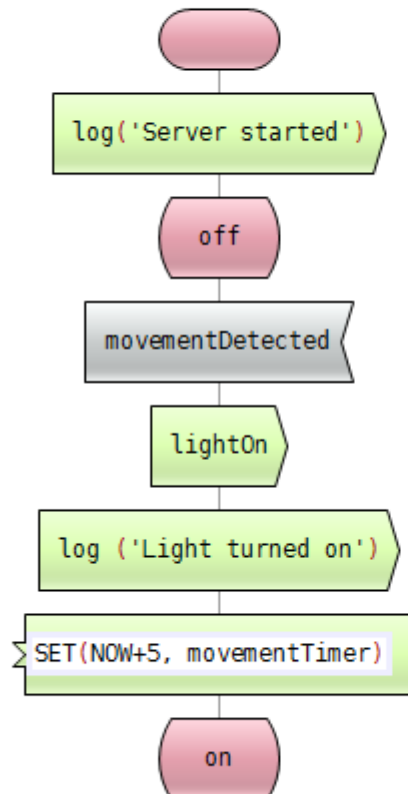 log('Server started')
off
movementDetected
lightOn
log ('Light turned on')
SET(NOW+5, movementTimer)
on